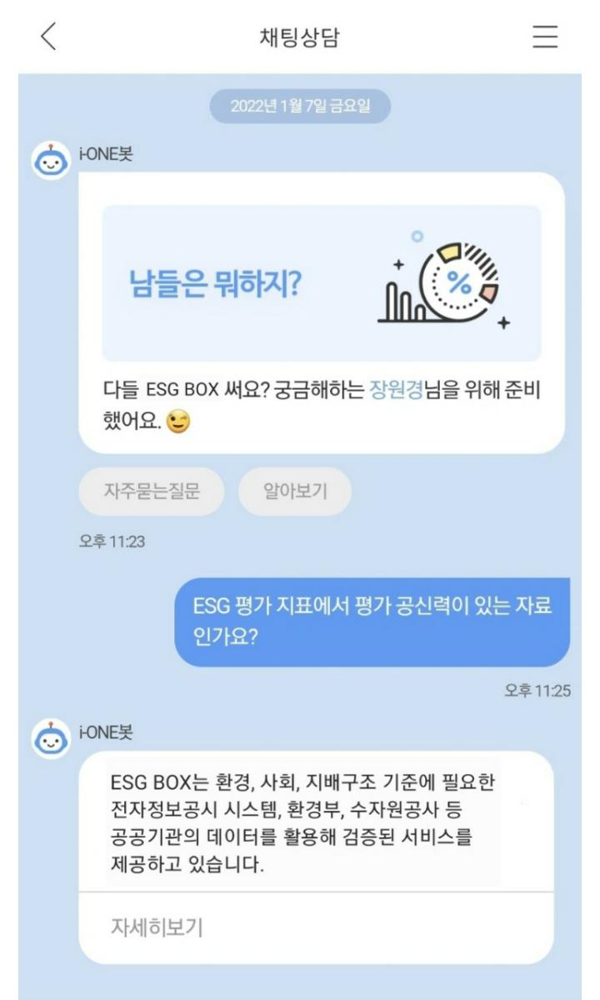 채팅상담
2022년 1월 7일 금요일
i-ONE봇
남들은 뭐하지?
%
다들 ESG BOX 써요? 궁금해하는 장원경님을 위해 준비
했어요. 😉
자주묻는질문 알아보기
오후 11:23
ESG 평가 지표에서 평가 공신력이 있는 자료
인가요?
오후 11:25
i-ONE봇
ESG BOX는 환경, 사회, 지배구조 기준에 필요한
전자정보공시 시스템, 환경부, 수자원공사 등
공공기관의 데이터를 활용해 검증된 서비스를
제공하고 있습니다.
자세히보기